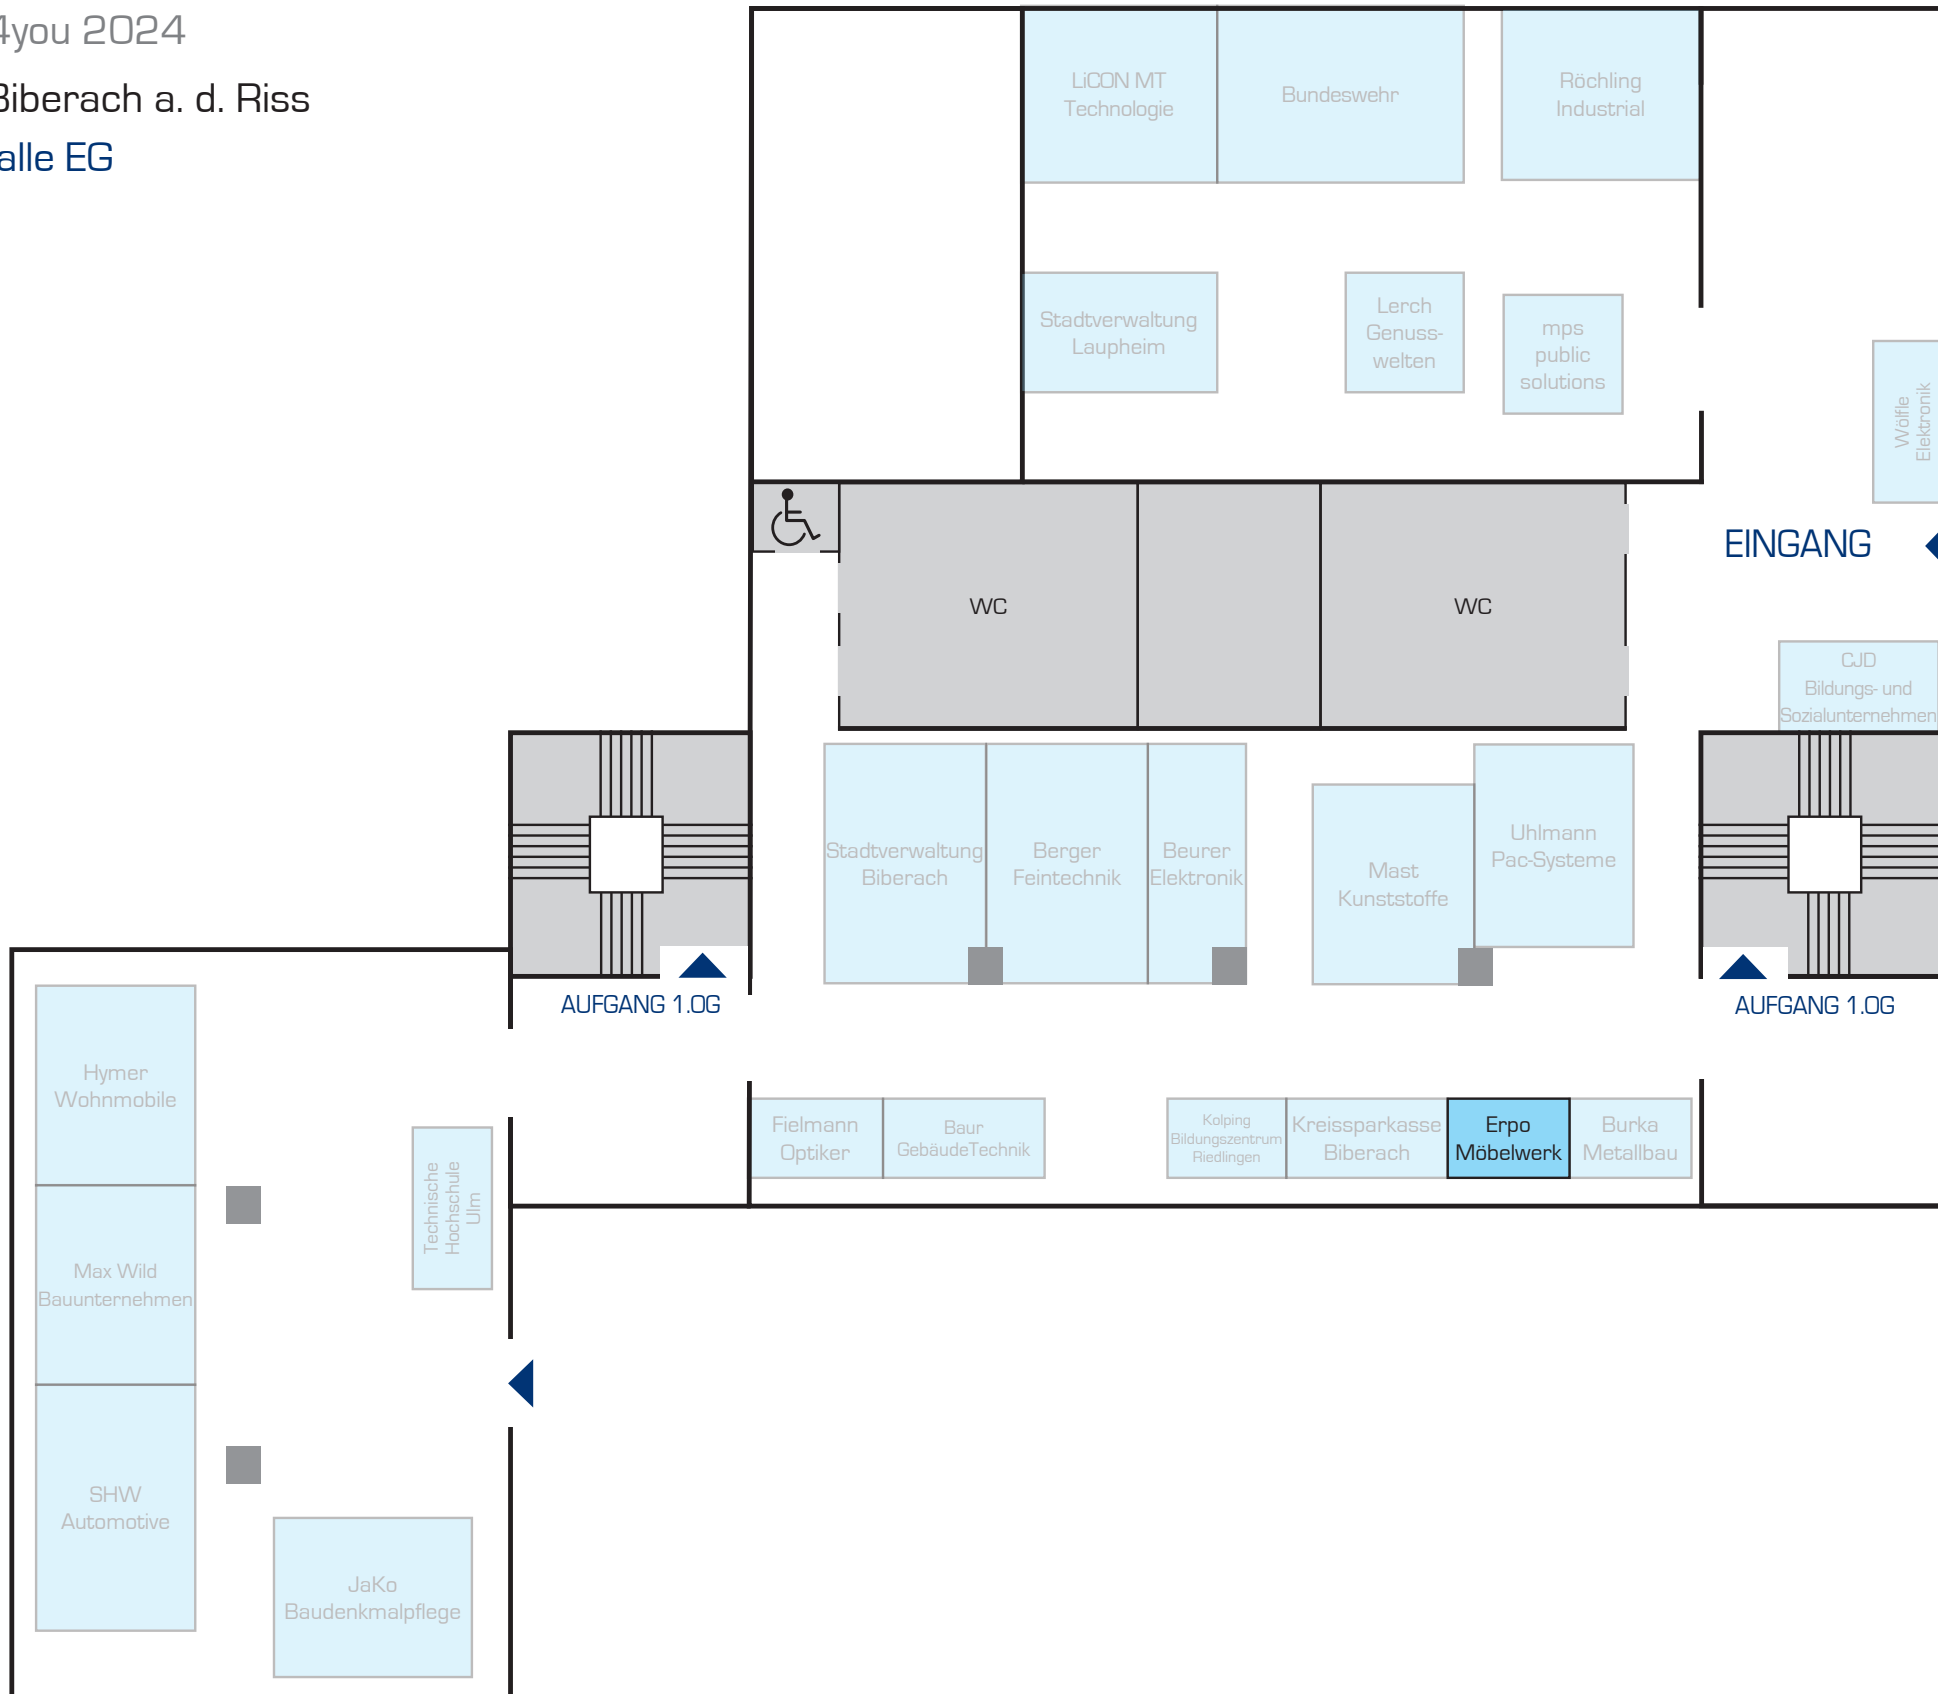 4you 2024
Biberach a. d. Riss
alle EG
LiCON MT
Technologie
Bundeswehr
Röchling
Industrial
Stadtverwaltung
Laupheim
Lerch
Genuss-
welten
mps
public
solutions
Wölfle
Elektronik
EINGANG
WC
WC
CJD
Bildungs- und
Sozialunternehmen
Stadtverwaltung
Biberach
Berger
Feintechnik
Beurer
Elektronik
Mast
Kunststoffe
Uhlmann
Pac-Systeme
AUFGANG 1.OG
AUFGANG 1.OG
Hymer
Wohnmobile
Technische
Hochschule
Ulm
Fielmann
Optiker
Baur
GebäudeTechnik
Kolping
Bildungszentrum
Riedlingen
Kreissparkasse
Biberach
Erpo
Möbelwerk
Burka
Metallbau
Max Wild
Bauunternehmen
SHW
Automotive
JaKo
Baudenkmalpflege